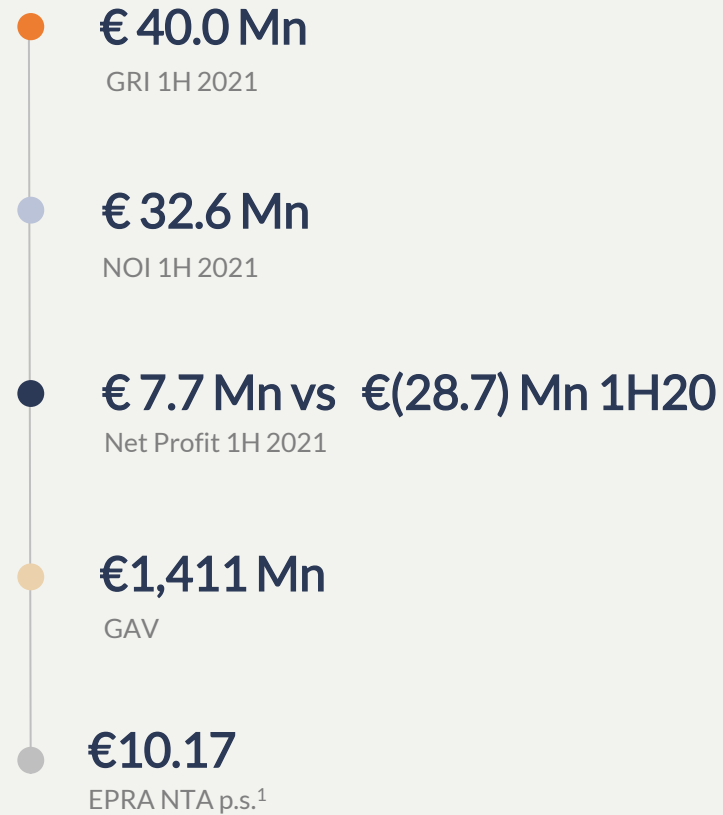 € 40.0 Mn
GRI 1H 2021
€ 32.6 Mn
NOI 1H 2021
€ 7.7 Mn vs €(28.7) Mn 1H20
Net Profit 1H 2021
€1,411 Mn
GAV
€10.17
EPRA NTA p.s.¹